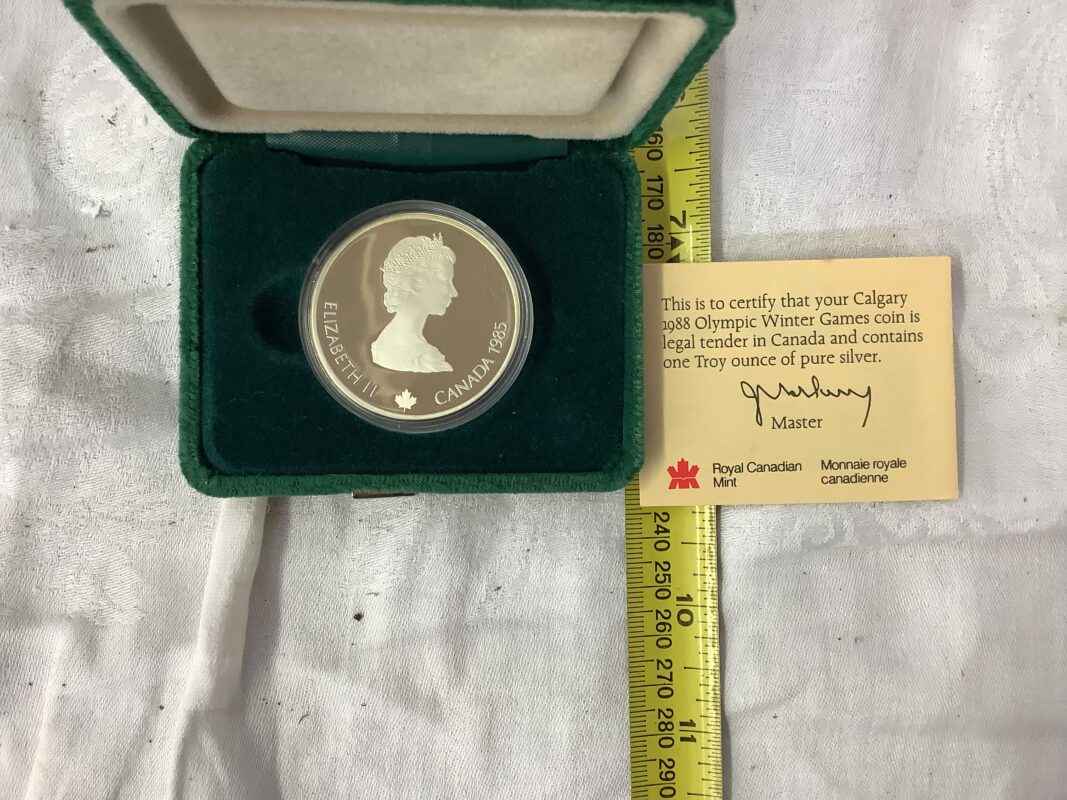 ELIZABETH II CANADA 1985
This is to certify that your Calgary
1988 Olympic Winter Games coin is
legal tender in Canada and contains
one Troy ounce of pure silver.
Master
Royal Canadian
Mint
Monnaie royale
canadienne
160
170
7
180
240
250
10
260
270
280
11
290